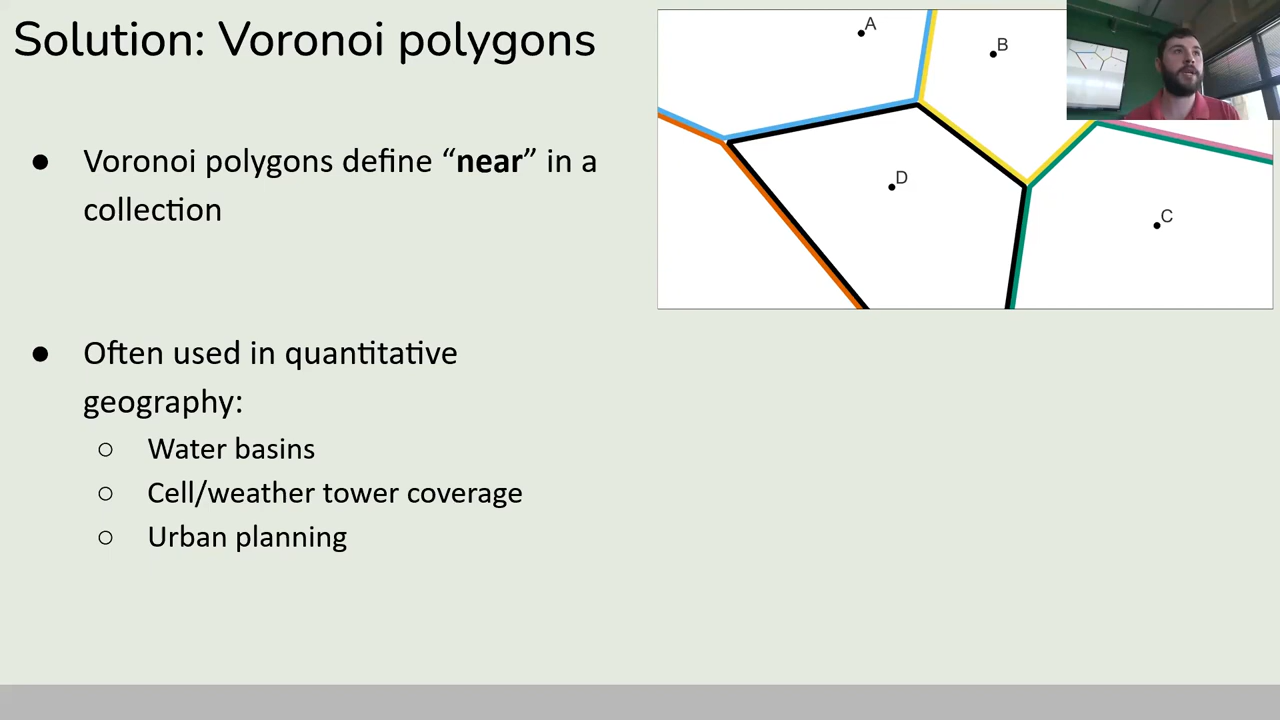 Solution: Voronoi polygons
● Voronoi polygons define “near” in a
collection
● Often used in quantitative
geography:
○ Water basins
○ Cell/weather tower coverage
○ Urban planning
A
B
D
C